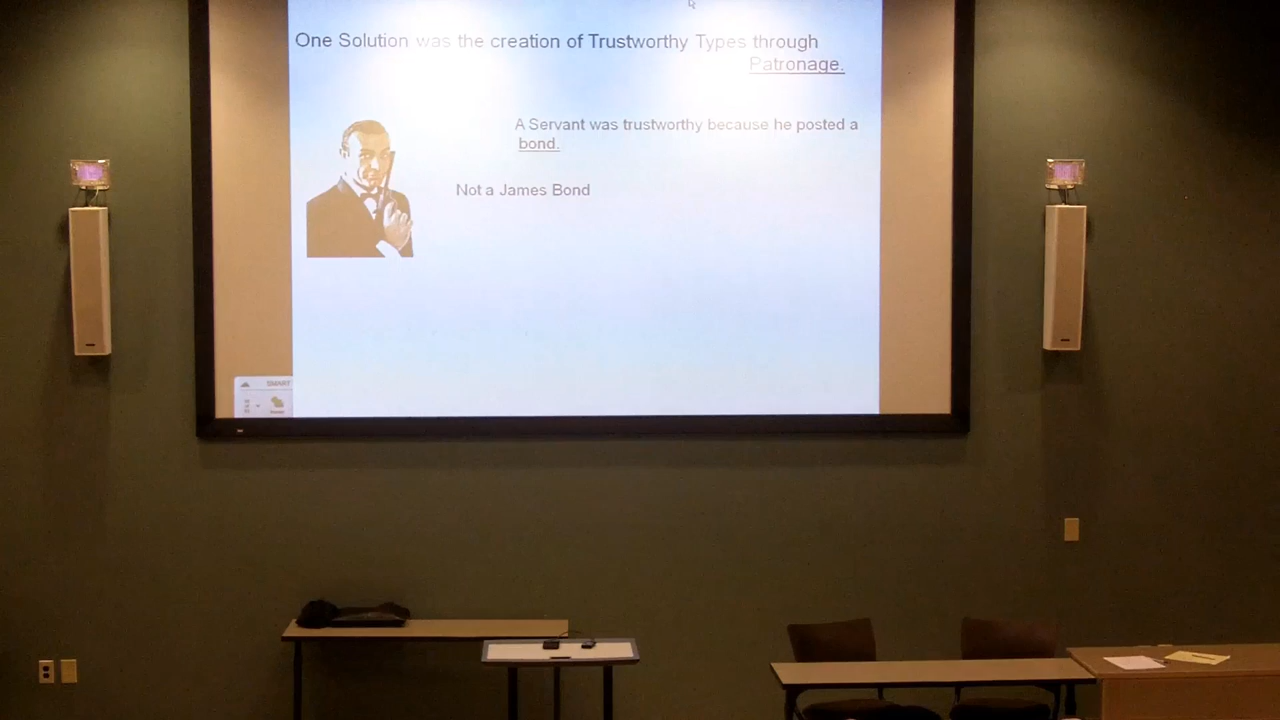 One Solution was the creation of Trustworthy Types through
Patronage.
A Servant was trustworthy because he posted a
bond.
Not a James Bond
SMART